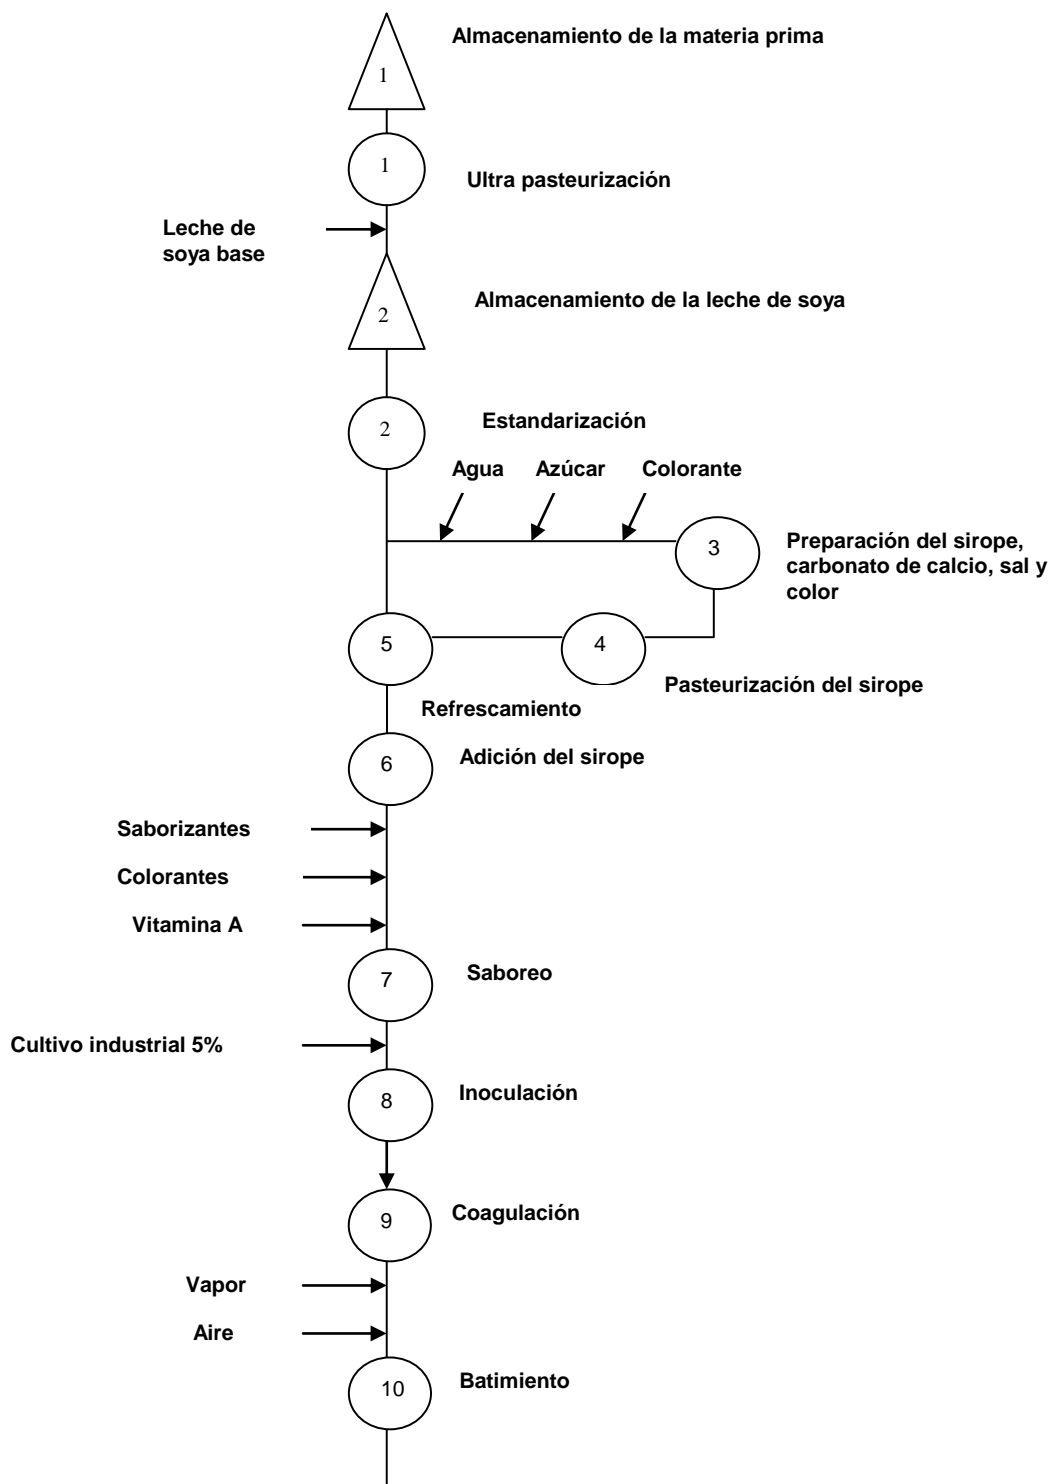 Almacenamiento de la materia prima
1
1
Ultra pasteurización
Leche de
soya base
Almacenamiento de la leche de soya
2
Estandarización
2
Agua Azúcar Colorante
3
Preparación del sirope,
carbonato de calcio, sal y
color
5
4
Pasteurización del sirope
Refrescamiento
6
Adición del sirope
Saborizantes
Colorantes
Vitamina A
7
Saboreo
Cultivo industrial 5%
8
Inoculación
9
Coagulación
Vapor
Aire
10
Batimiento